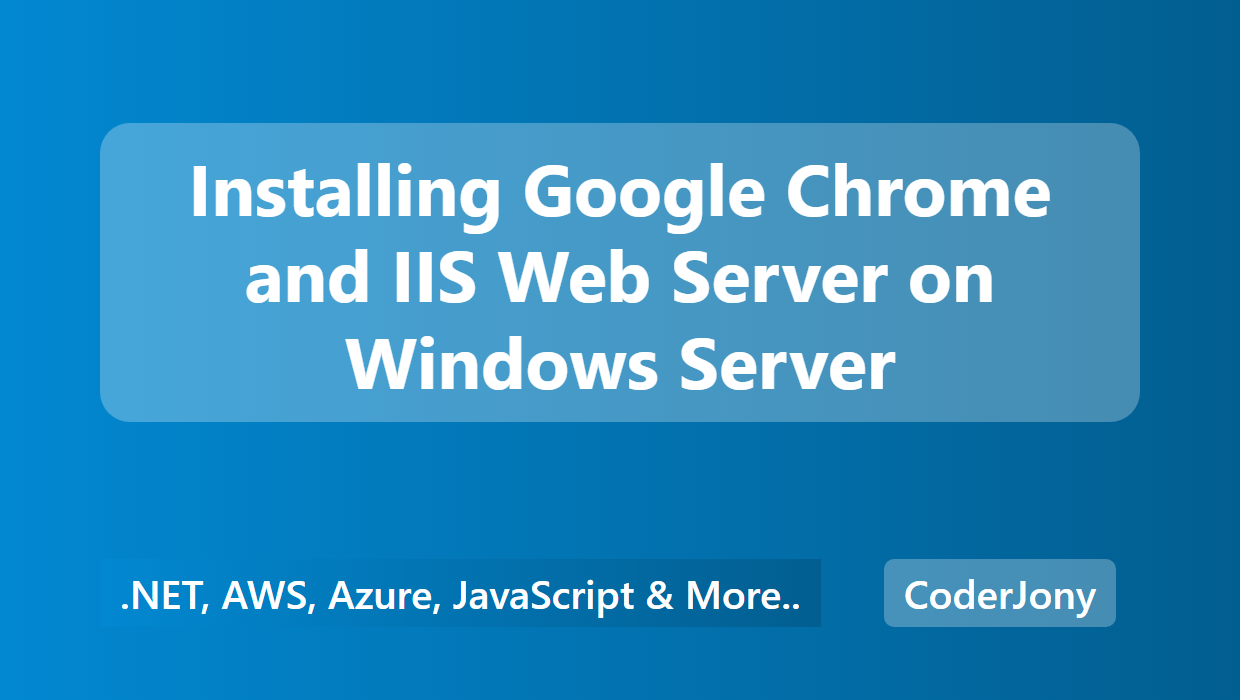 Installing Google Chrome
and IIS Web Server on
Windows Server
.NET, AWS, Azure, JavaScript & More..
CoderJony